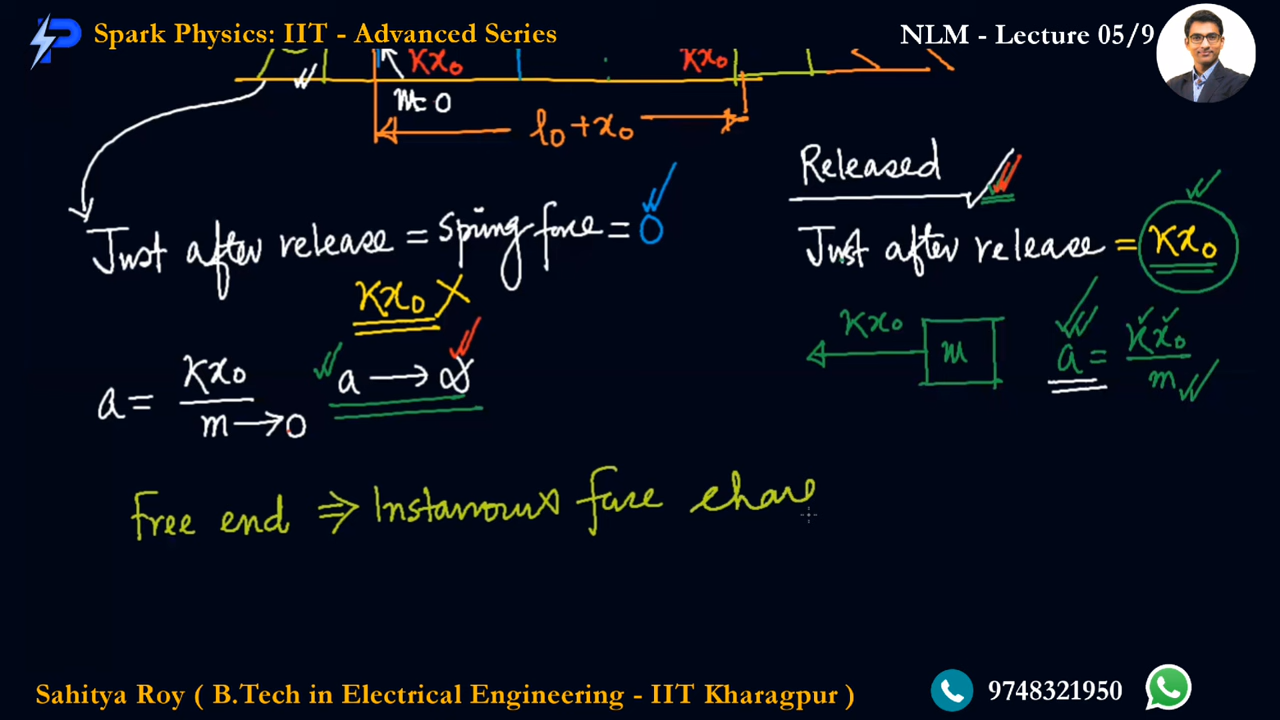 Spark Physics: IIT - Advanced Series
NLM - Lecture 05/9
Kx₀ Kx₀
m=0
l₀+x₀
Released
Just after release = Spring force = 0
Just after release = Kx₀
Kx₀ X
Kx₀ m a = Kx₀/m
a = Kx₀/m→0 a → ∞
Free end ⇒ Instanrous force
Sahitya Roy ( B.Tech in Electrical Engineering - IIT Kharagpur )
9748321950